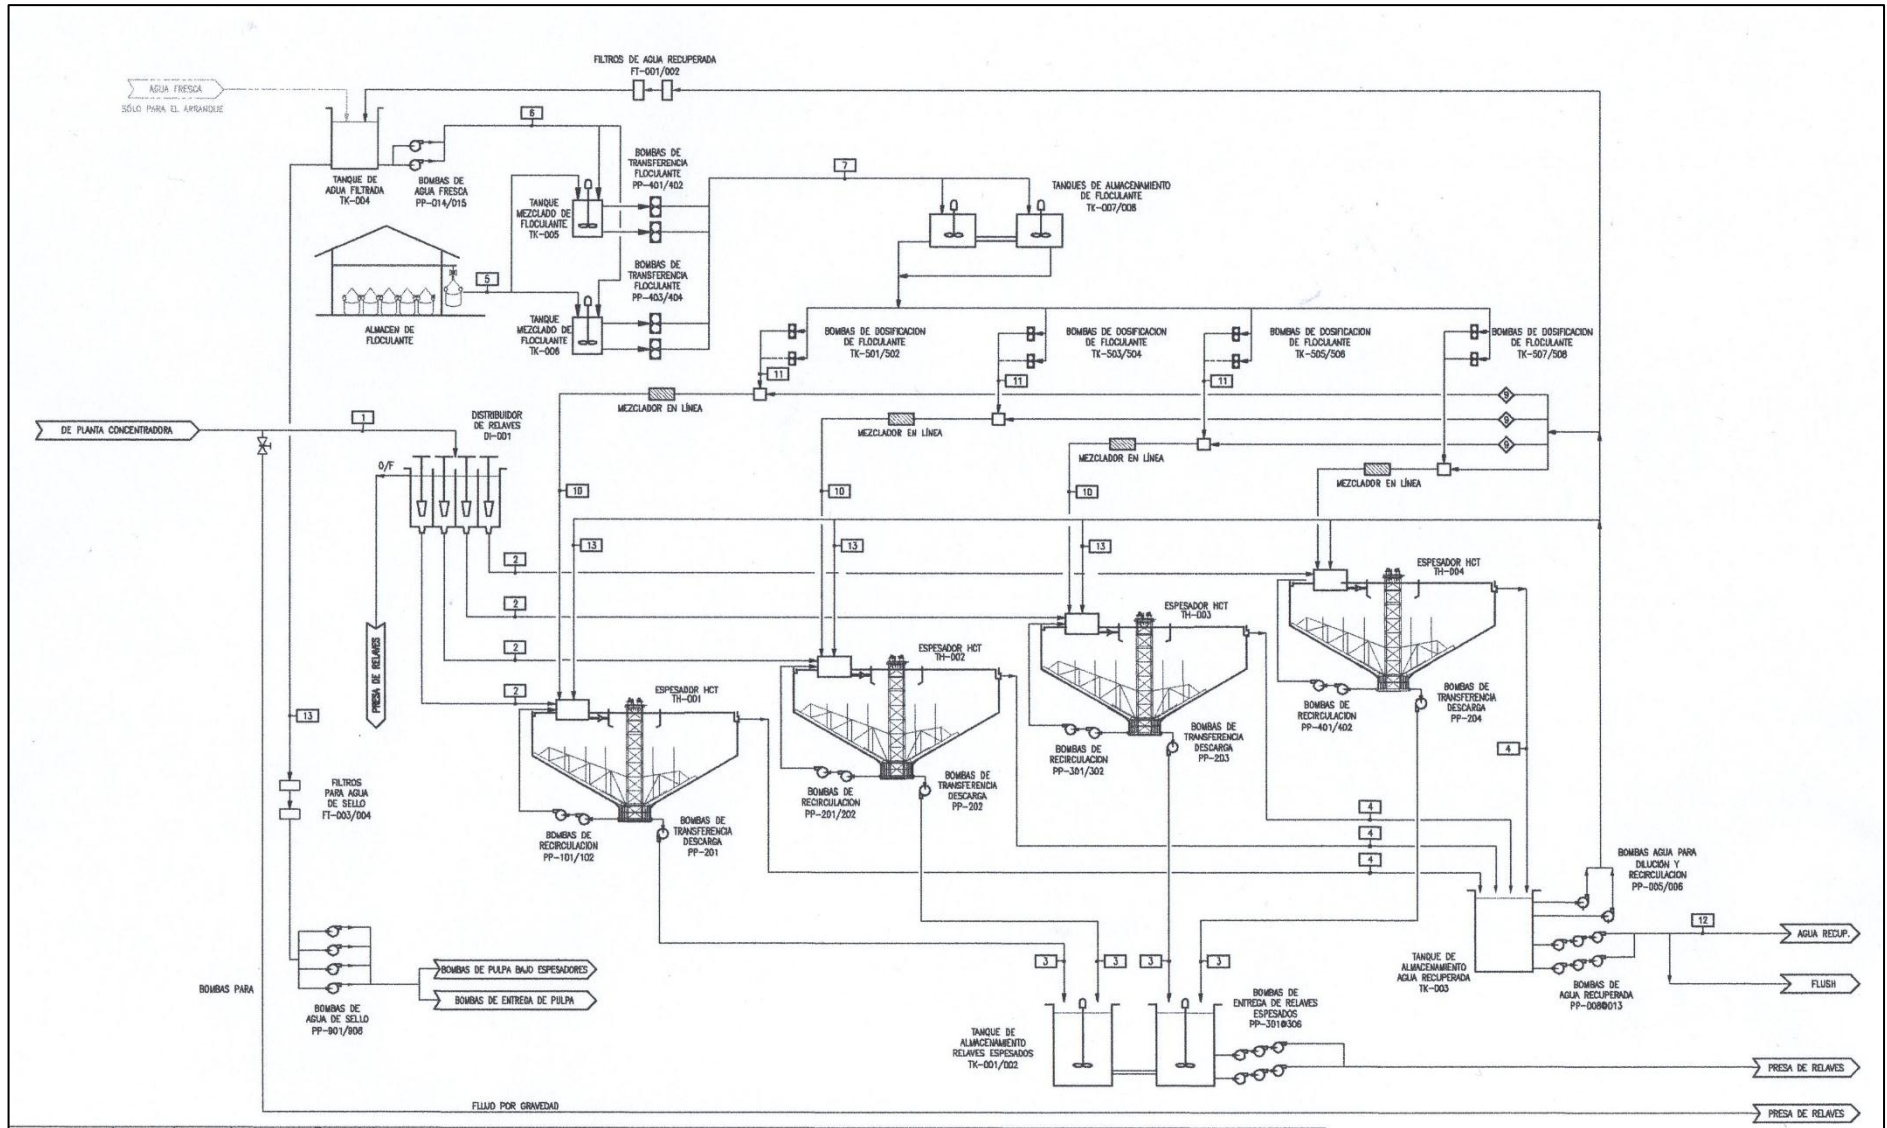 FILTROS DE AGUA RECUPERADA
FT-001/002
AGUA FRESCA
SÓLO PARA EL ARRANQUE
6
TANQUE DE
AGUA FILTRADA
TK-004
BOMBAS DE
AGUA FRESCA
PP-014/015
BOMBAS DE
TRANSFERENCIA
FLOCULANTE
PP-401/402
7
TANQUES DE ALMACENAMIENTO
DE FLOCULANTE
TK-007/008
TANQUE
MEZCLADO DE
FLOCULANTE
TK-005
BOMBAS DE
TRANSFERENCIA
FLOCULANTE
PP-403/404
5
ALMACEN DE
FLOCULANTE
TANQUE
MEZCLADO DE
FLOCULANTE
TK-006
BOMBAS DE DOSIFICACION
DE FLOCULANTE
TK-501/502
BOMBAS DE DOSIFICACION
DE FLOCULANTE
TK-503/504
BOMBAS DE DOSIFICACION
DE FLOCULANTE
TK-505/506
BOMBAS DE DOSIFICACION
DE FLOCULANTE
TK-507/508
11
11
11
9
9
9
MEZCLADOR EN LÍNEA
MEZCLADOR EN LÍNEA
MEZCLADOR EN LÍNEA
MEZCLADOR EN LÍNEA
DE PLANTA CONCENTRADORA
1
DISTRIBUIDOR
DE RELAVES
DI-001
O/F
10
10
10
13
13
13
2
2
2
2
PRESA DE RELAVES
13
ESPESADOR HCT
TH-001
ESPESADOR HCT
TH-002
ESPESADOR HCT
TH-003
ESPESADOR HCT
TH-004
BOMBAS DE
RECIRCULACION
PP-101/102
BOMBAS DE
TRANSFERENCIA
DESCARGA
PP-201
BOMBAS DE
RECIRCULACION
PP-201/202
BOMBAS DE
TRANSFERENCIA
DESCARGA
PP-202
BOMBAS DE
RECIRCULACION
PP-301/302
BOMBAS DE
TRANSFERENCIA
DESCARGA
PP-203
BOMBAS DE
RECIRCULACION
PP-401/402
BOMBAS DE
TRANSFERENCIA
DESCARGA
PP-204
4
4
4
4
FILTROS
PARA AGUA
DE SELLO
FT-003/004
BOMBAS AGUA PARA
DILUCIÓN Y
RECIRCULACION
PP-005/006
12
AGUA RECUP.
FLUSH
TANQUE DE
ALMACENAMIENTO
AGUA RECUPERADA
TK-003
BOMBAS DE
AGUA RECUPERADA
PP-008@013
3
3
3
3
BOMBAS DE PULPA BAJO ESPESADORES
BOMBAS DE ENTREGA DE PULPA
BOMBAS PARA
BOMBAS DE
AGUA DE SELLO
PP-901/906
TANQUE DE
ALMACENAMIENTO
RELAVES ESPESADOS
TK-001/002
BOMBAS DE
ENTREGA DE RELAVES
ESPESADOS
PP-301@306
PRESA DE RELAVES
FLUJO POR GRAVEDAD
PRESA DE RELAVES